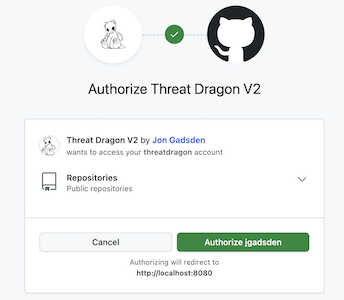 Authorize Threat Dragon V2
Threat Dragon V2 by Jon Gadsden
wants to access your threatdragon account
Repositories
Public repositories
Cancel
Authorize jgadsden
Authorizing will redirect to
http://localhost:8080